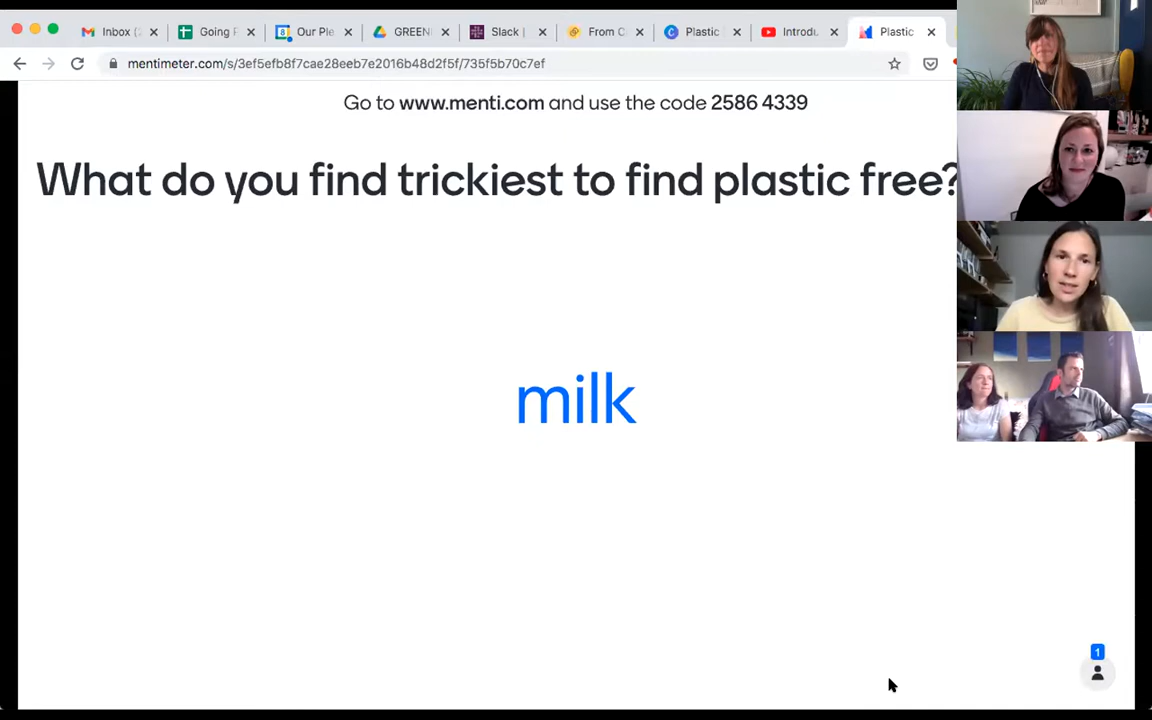 Inbox (2
Going P
Our Ple
GREEN
Slack |
From C
Plastic
Introdu
Plastic
mentimeter.com/s/3ef5efb8f7cae28eeb7e2016b48d2f5f/735f5b70c7ef
Go to www.menti.com and use the code 2586 4339
What do you find trickiest to find plastic free?
milk
1